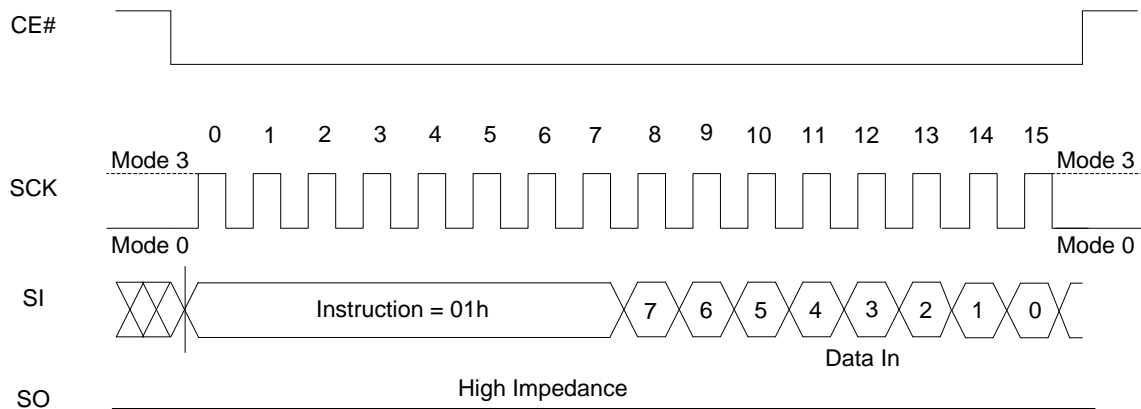 CE#
0 1 2 3 4 5 6 7 8 9 10 11 12 13 14 15
Mode 3 Mode 3
SCK
Mode 0 Mode 0
SI Instruction = 01h 7 6 5 4 3 2 1 0
Data In
High Impedance
SO